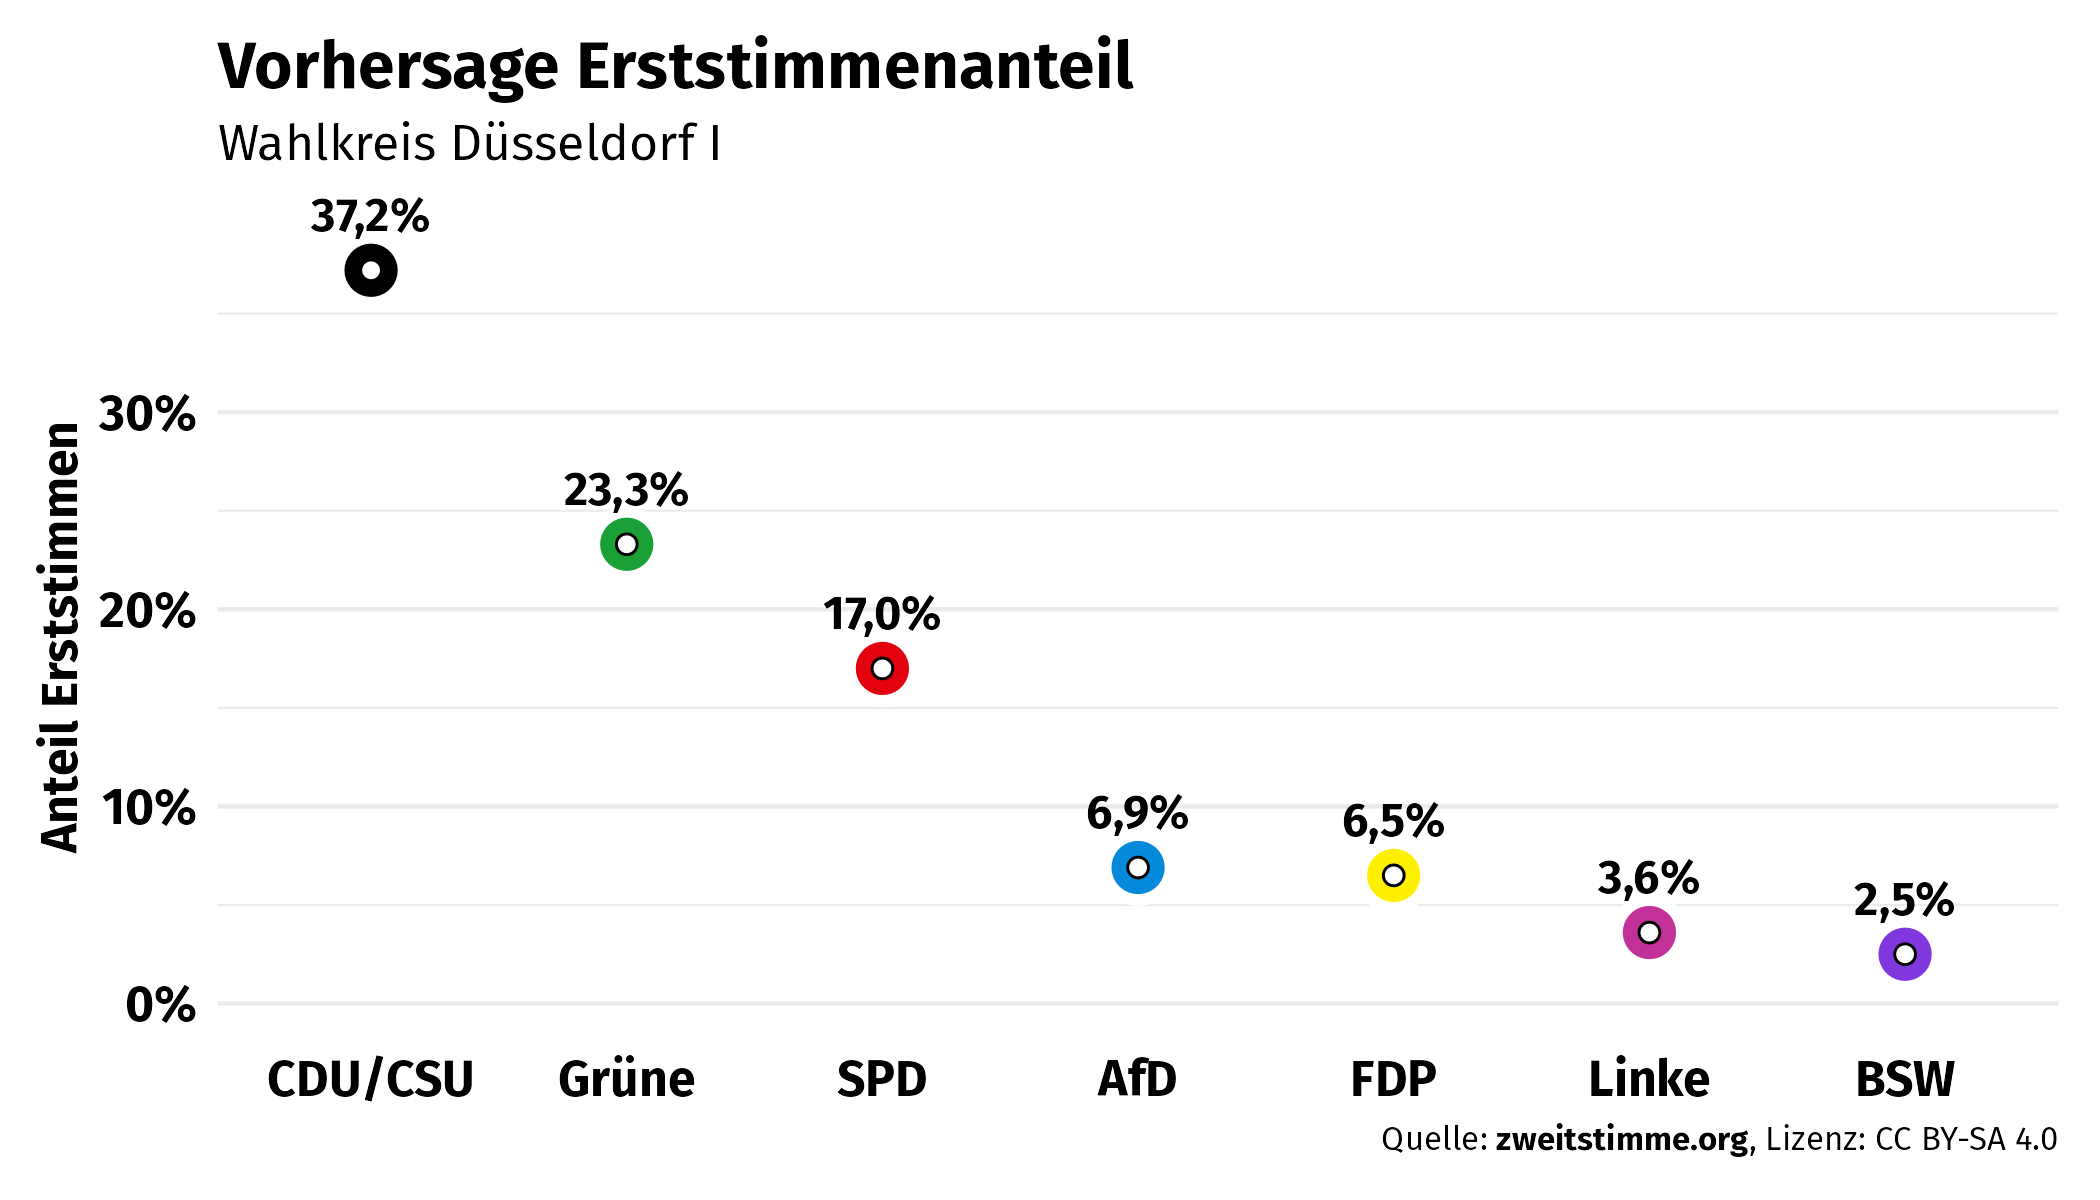 Vorhersage Erststimmenanteil
Wahlkreis Düsseldorf I
37,2%
30%
23,3%
20%
17,0%
10%
6,9%
6,5%
3,6%
2,5%
0%
Anteil Erststimmen
CDU/CSU Grüne SPD AfD FDP Linke BSW
Quelle: zweitstimme.org, Lizenz: CC BY-SA 4.0